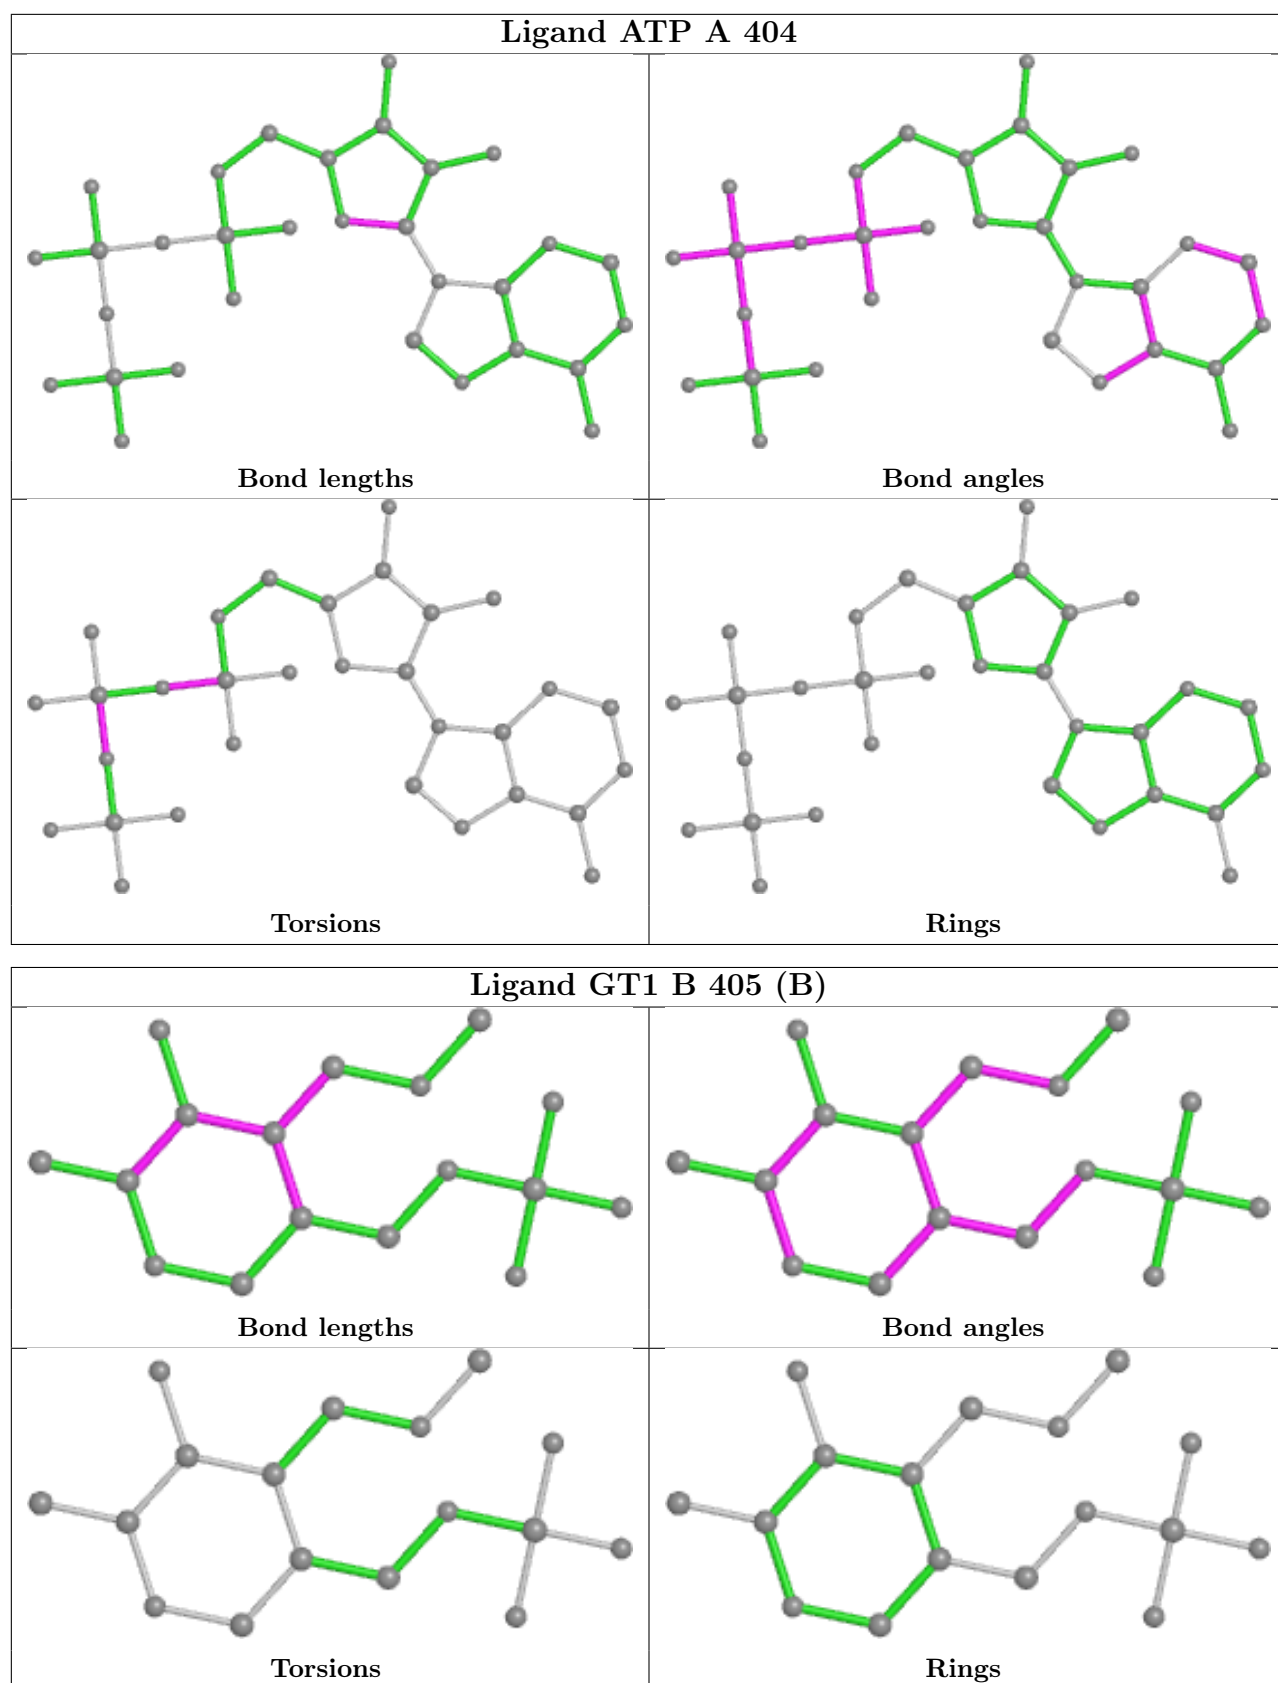 Ligand ATP A 404
Bond lengths
Bond angles
Torsions
Rings
Ligand GT1 B 405 (B)
Bond lengths
Bond angles
Torsions
Rings